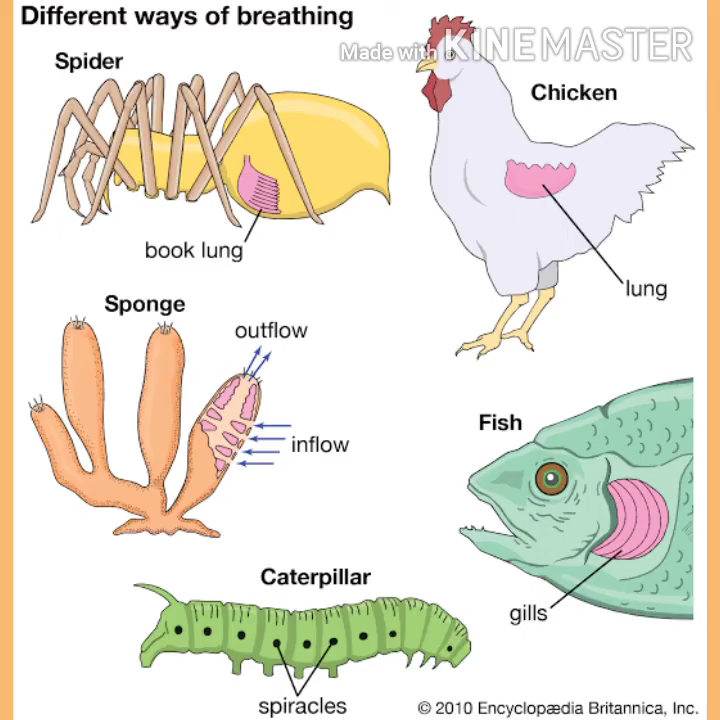 Different ways of breathing
Made with KINEMASTER
Spider
Chicken
book lung
lung
Sponge
outflow
inflow
Fish
gills
Caterpillar
spiracles
© 2010 Encyclopædia Britannica, Inc.